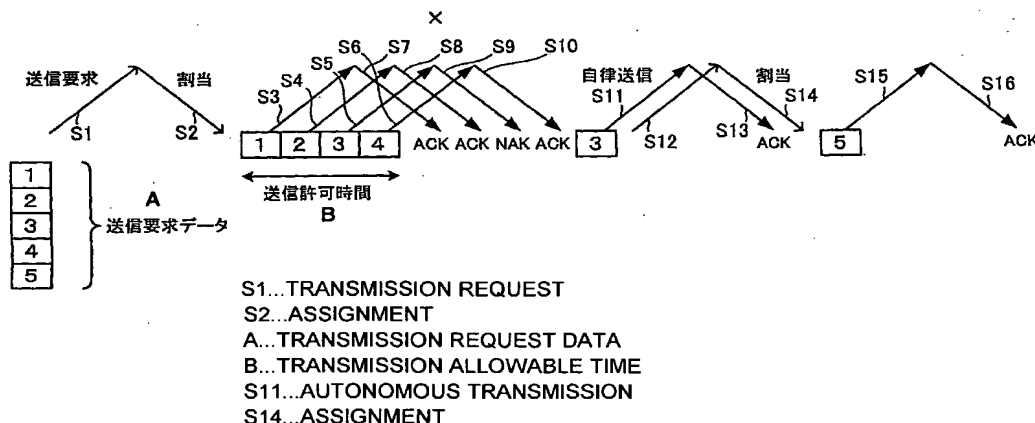 ×
S6 S7 S8 S9 S10
S5
S4
S3
送信要求 割当
S1 S2
1 2 3 4
ACK ACK NAK ACK
送信許可時間
B
自律送信 割当
S11 S14
3 S12 S13
ACK
S15 S16
5
ACK
1
2
3
4
5
A
送信要求データ
S1...TRANSMISSION REQUEST
S2...ASSIGNMENT
A...TRANSMISSION REQUEST DATA
B...TRANSMISSION ALLOWABLE TIME
S11...AUTONOMOUS TRANSMISSION
S14...ASSIGNMENT